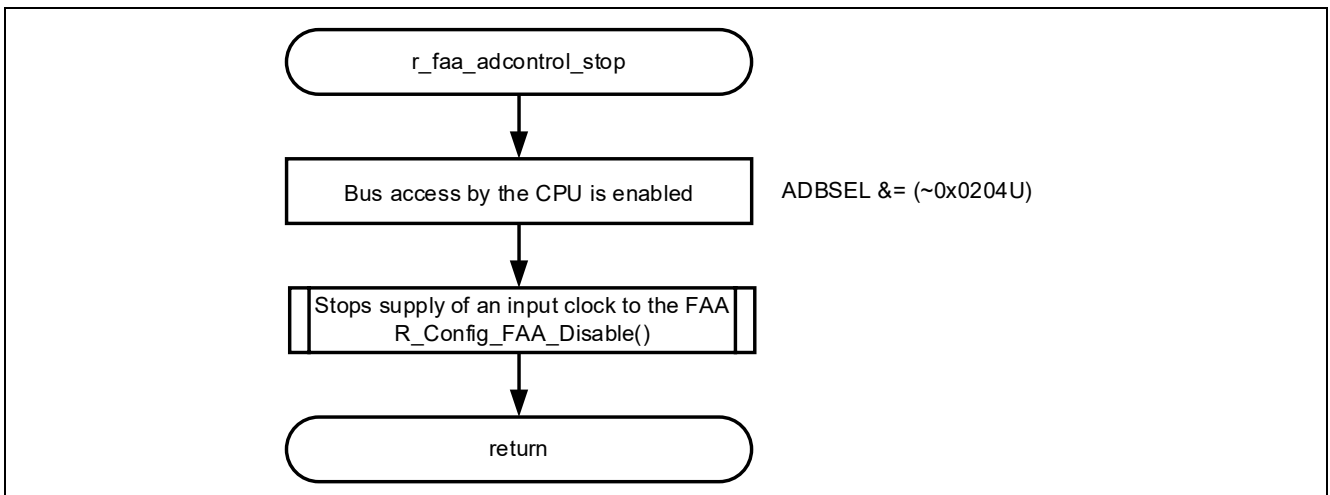 r_faa_adcontrol_stop
Bus access by the CPU is enabled
ADBSEL &= (~0x0204U)
Stops supply of an input clock to the FAA
R_Config_FAA_Disable()
return